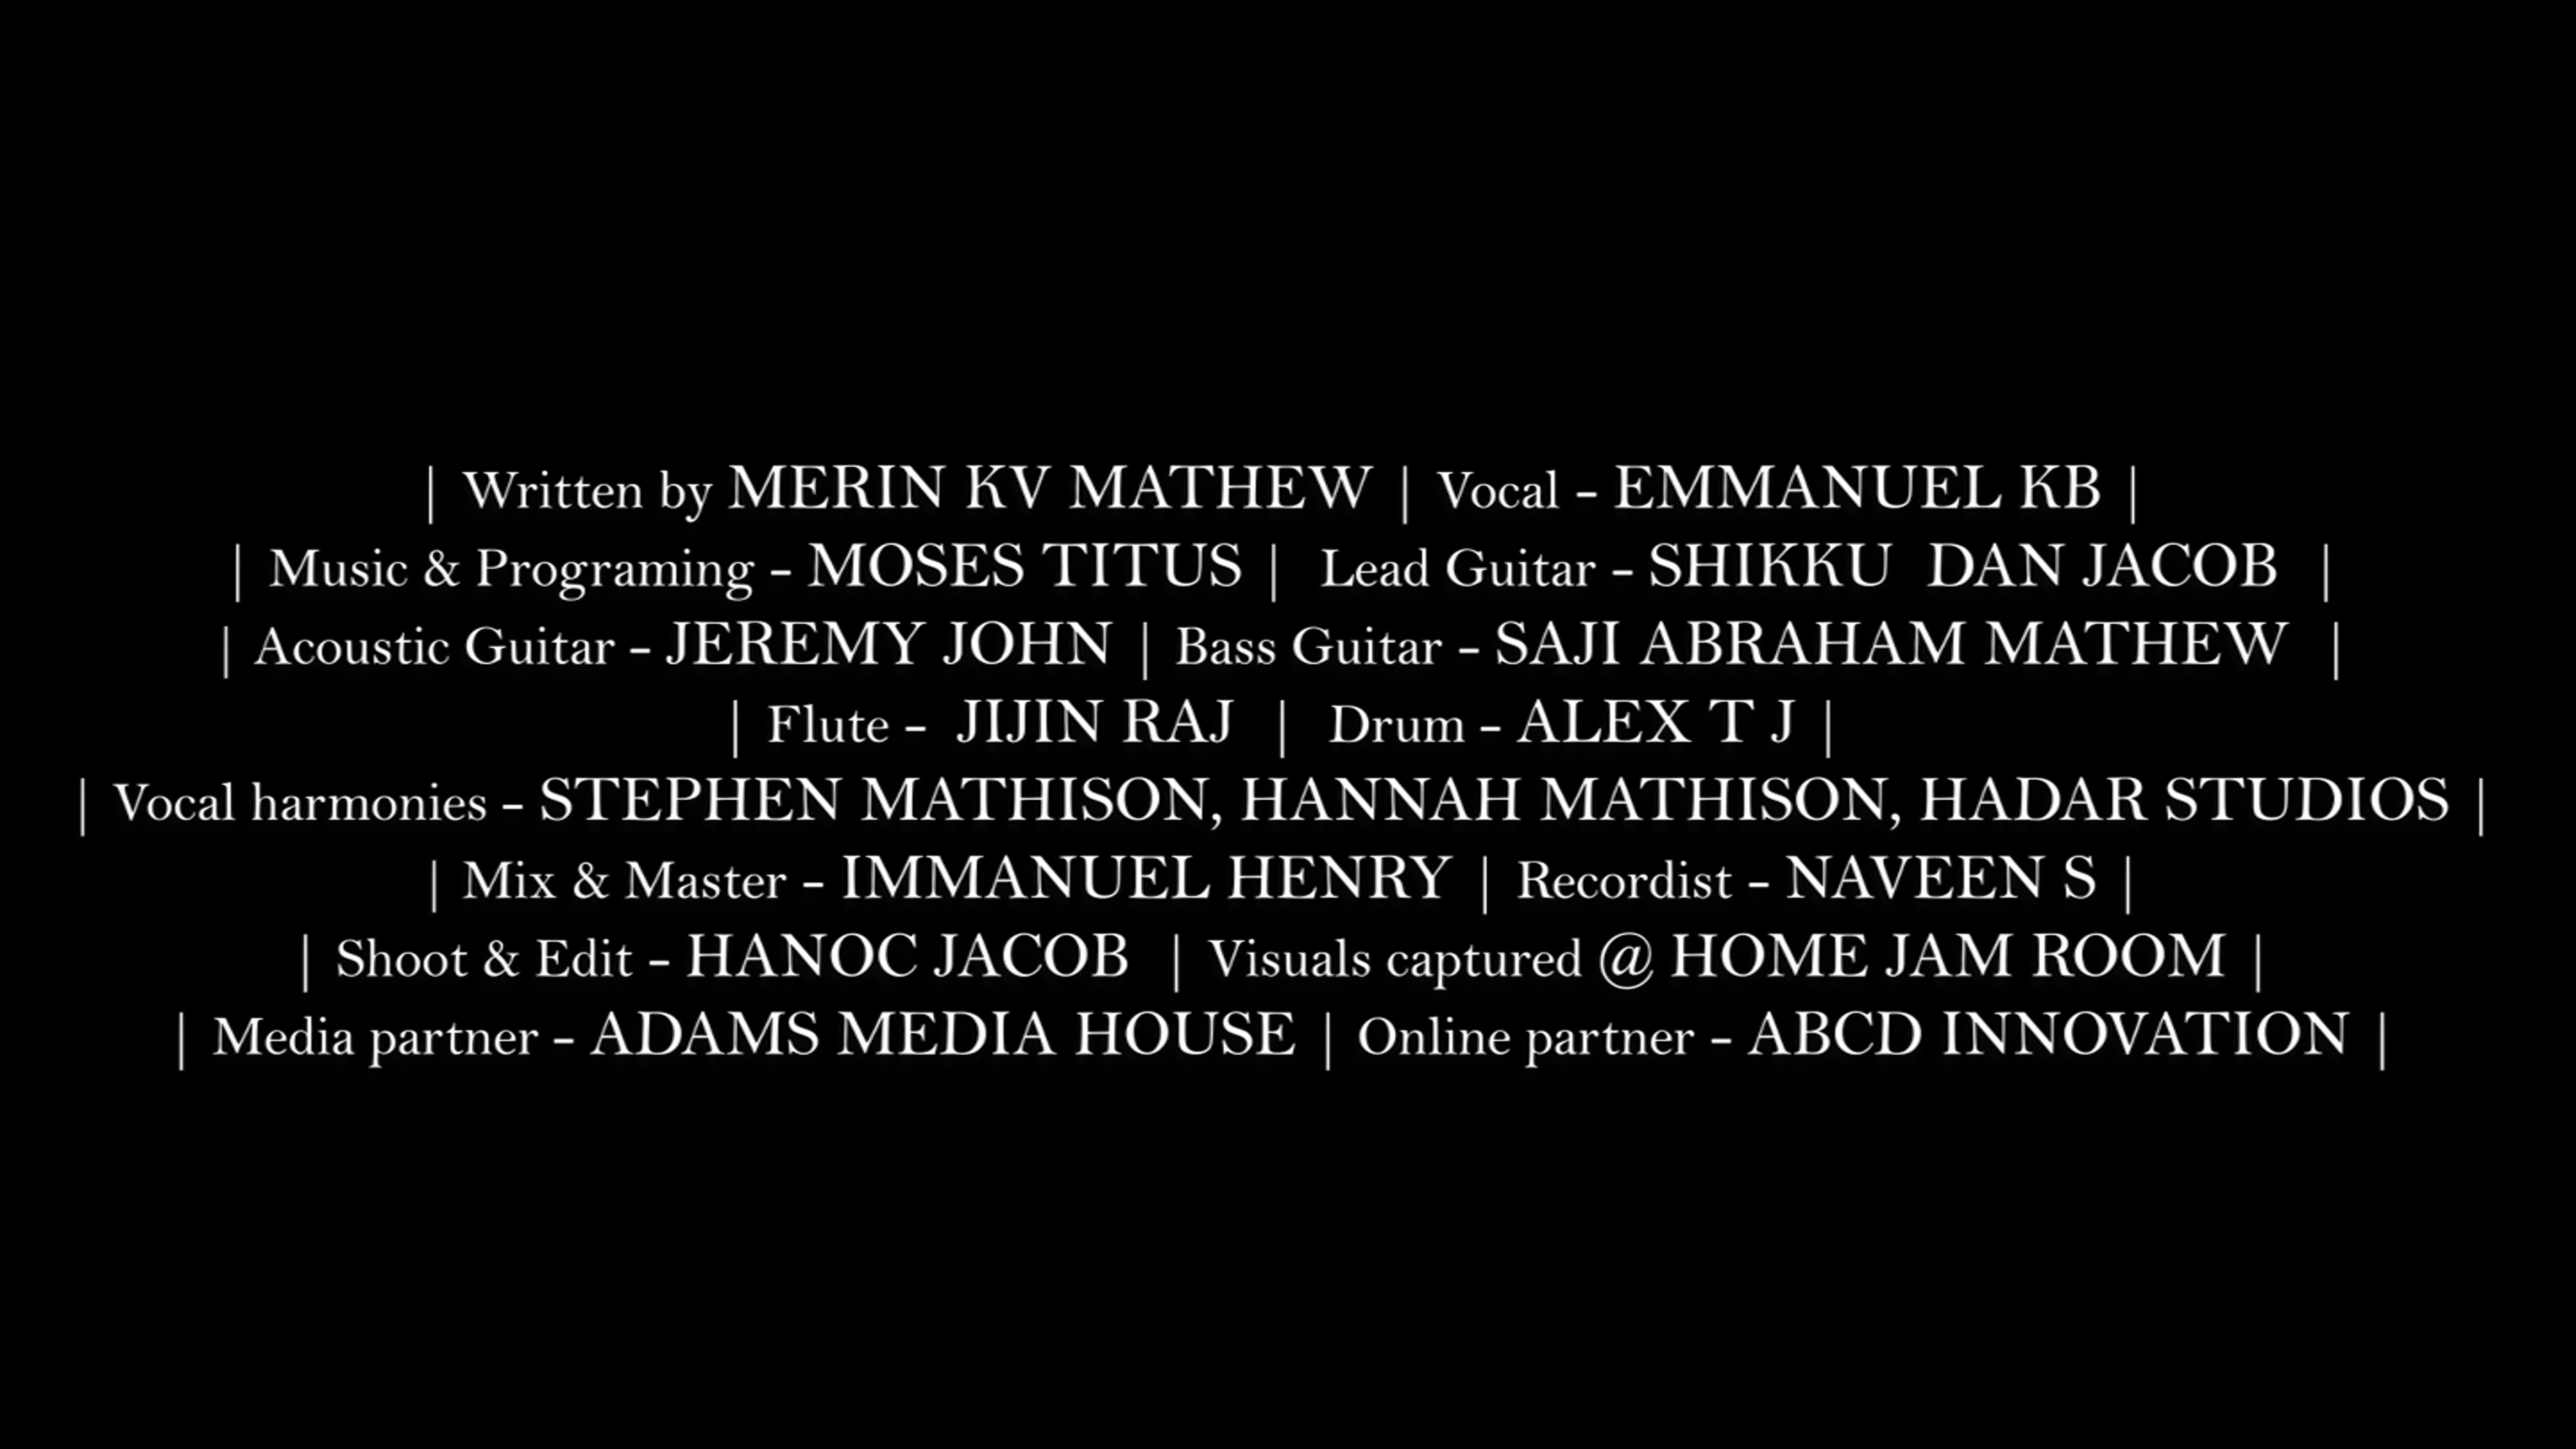 | Written by MERIN KV MATHEW | Vocal - EMMANUEL KB |
| Music & Programing - MOSES TITUS | Lead Guitar - SHIKKU DAN JACOB |
| Acoustic Guitar - JEREMY JOHN | Bass Guitar - SAJI ABRAHAM MATHEW |
| Flute - JIJIN RAJ | Drum - ALEX T J |
| Vocal harmonies - STEPHEN MATHISON, HANNAH MATHISON, HADAR STUDIOS |
| Mix & Master - IMMANUEL HENRY | Recordist - NAVEEN S |
| Shoot & Edit - HANOC JACOB | Visuals captured @ HOME JAM ROOM |
| Media partner - ADAMS MEDIA HOUSE | Online partner - ABCD INNOVATION |